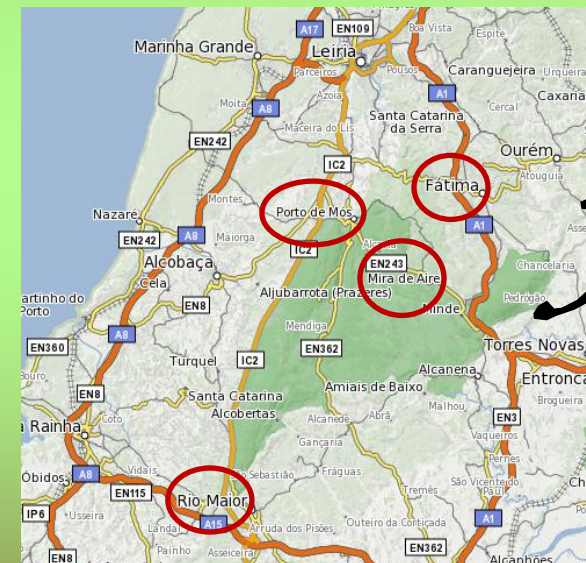 A17
EN109
Boa Vista
Espite
Marinha Grande
Leiria
Parceiros
Pousos
Caranguejeira
Urqueira
Azoia
Moita
A8
A1
Cercal
Caxaria
Maceira do Lis
Santa Catarina
da Serra
EN242
IC2
Ourém
Atouguia
Fátima
Montes
Porto de Mós
Nazaré
EN242
A8
Maiorga
IC2
Alcaria
A1
EN243
Alcobaça
Mira de Aire
Chancelaria
Cela
Aljubarrota (Prazeres)
Pedrógão
artinho do
Porto
EN8
Minde
A8
Mendiga
EN360
EN362
Torres Novas
Turquel
IC2
Alcanena
Entronca
EN8
Santa Catarina
Amiais de Baixo
Brogueira
Malhou
Alcobertas
Coto
Alcanede
Abrã
EN3
a Rainha
Vaqueiros
Gançaria
Pernes
Vidais
São Sebastião
Fráguas
Óbidos
A8
EN115
Tremês
São Vicente do
Paul
Rio Maior
IP6
Usseira
A15
Outeiro da Cortiçada
A1
Landal
Arruda dos Pisões
Painho
Asseiceira
EN362
EN8
Alcanhões